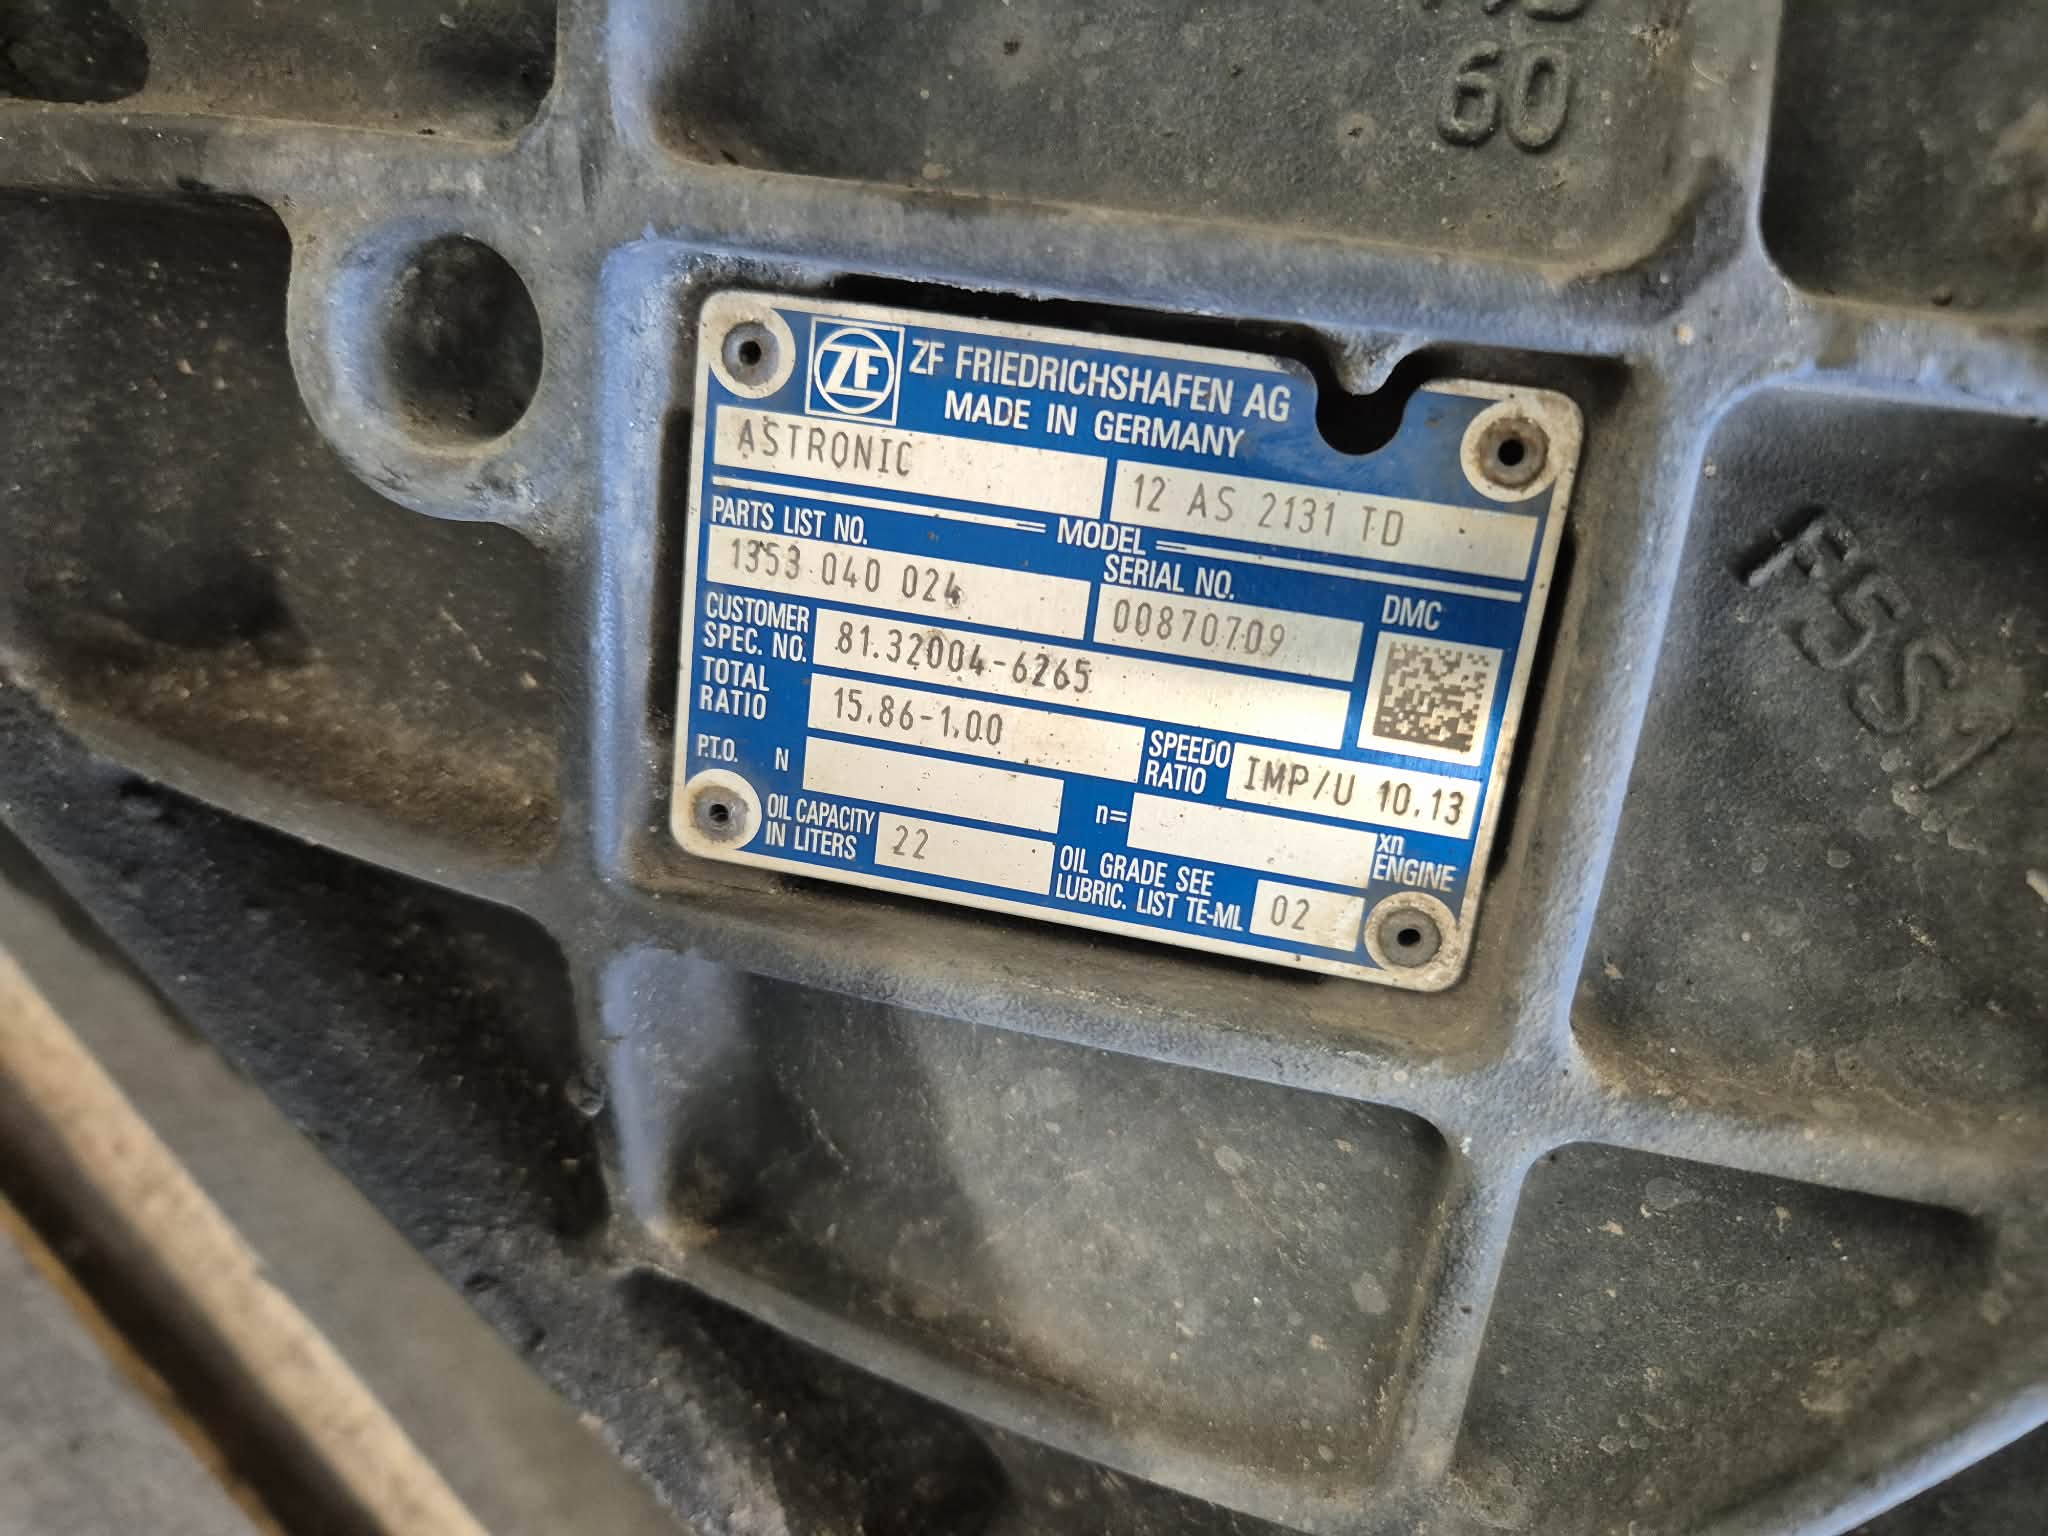 60
ZF
ZF FRIEDRICHSHAFEN AG
MADE IN GERMANY
ASTRONIC
12 AS 2131 TD
MODEL
PARTS LIST NO.
SERIAL NO.
DMC
1353 040 024
00870709
CUSTOMER
SPEC. NO.
81.32004-6265
TOTAL
RATIO
15.86-1.00
SPEEDO
RATIO
IMP/U 10.13
P.T.O.
N
n=
xn
ENGINE
OIL CAPACITY
IN LITERS
22
OIL GRADE SEE
LUBRIC. LIST TE-ML
02